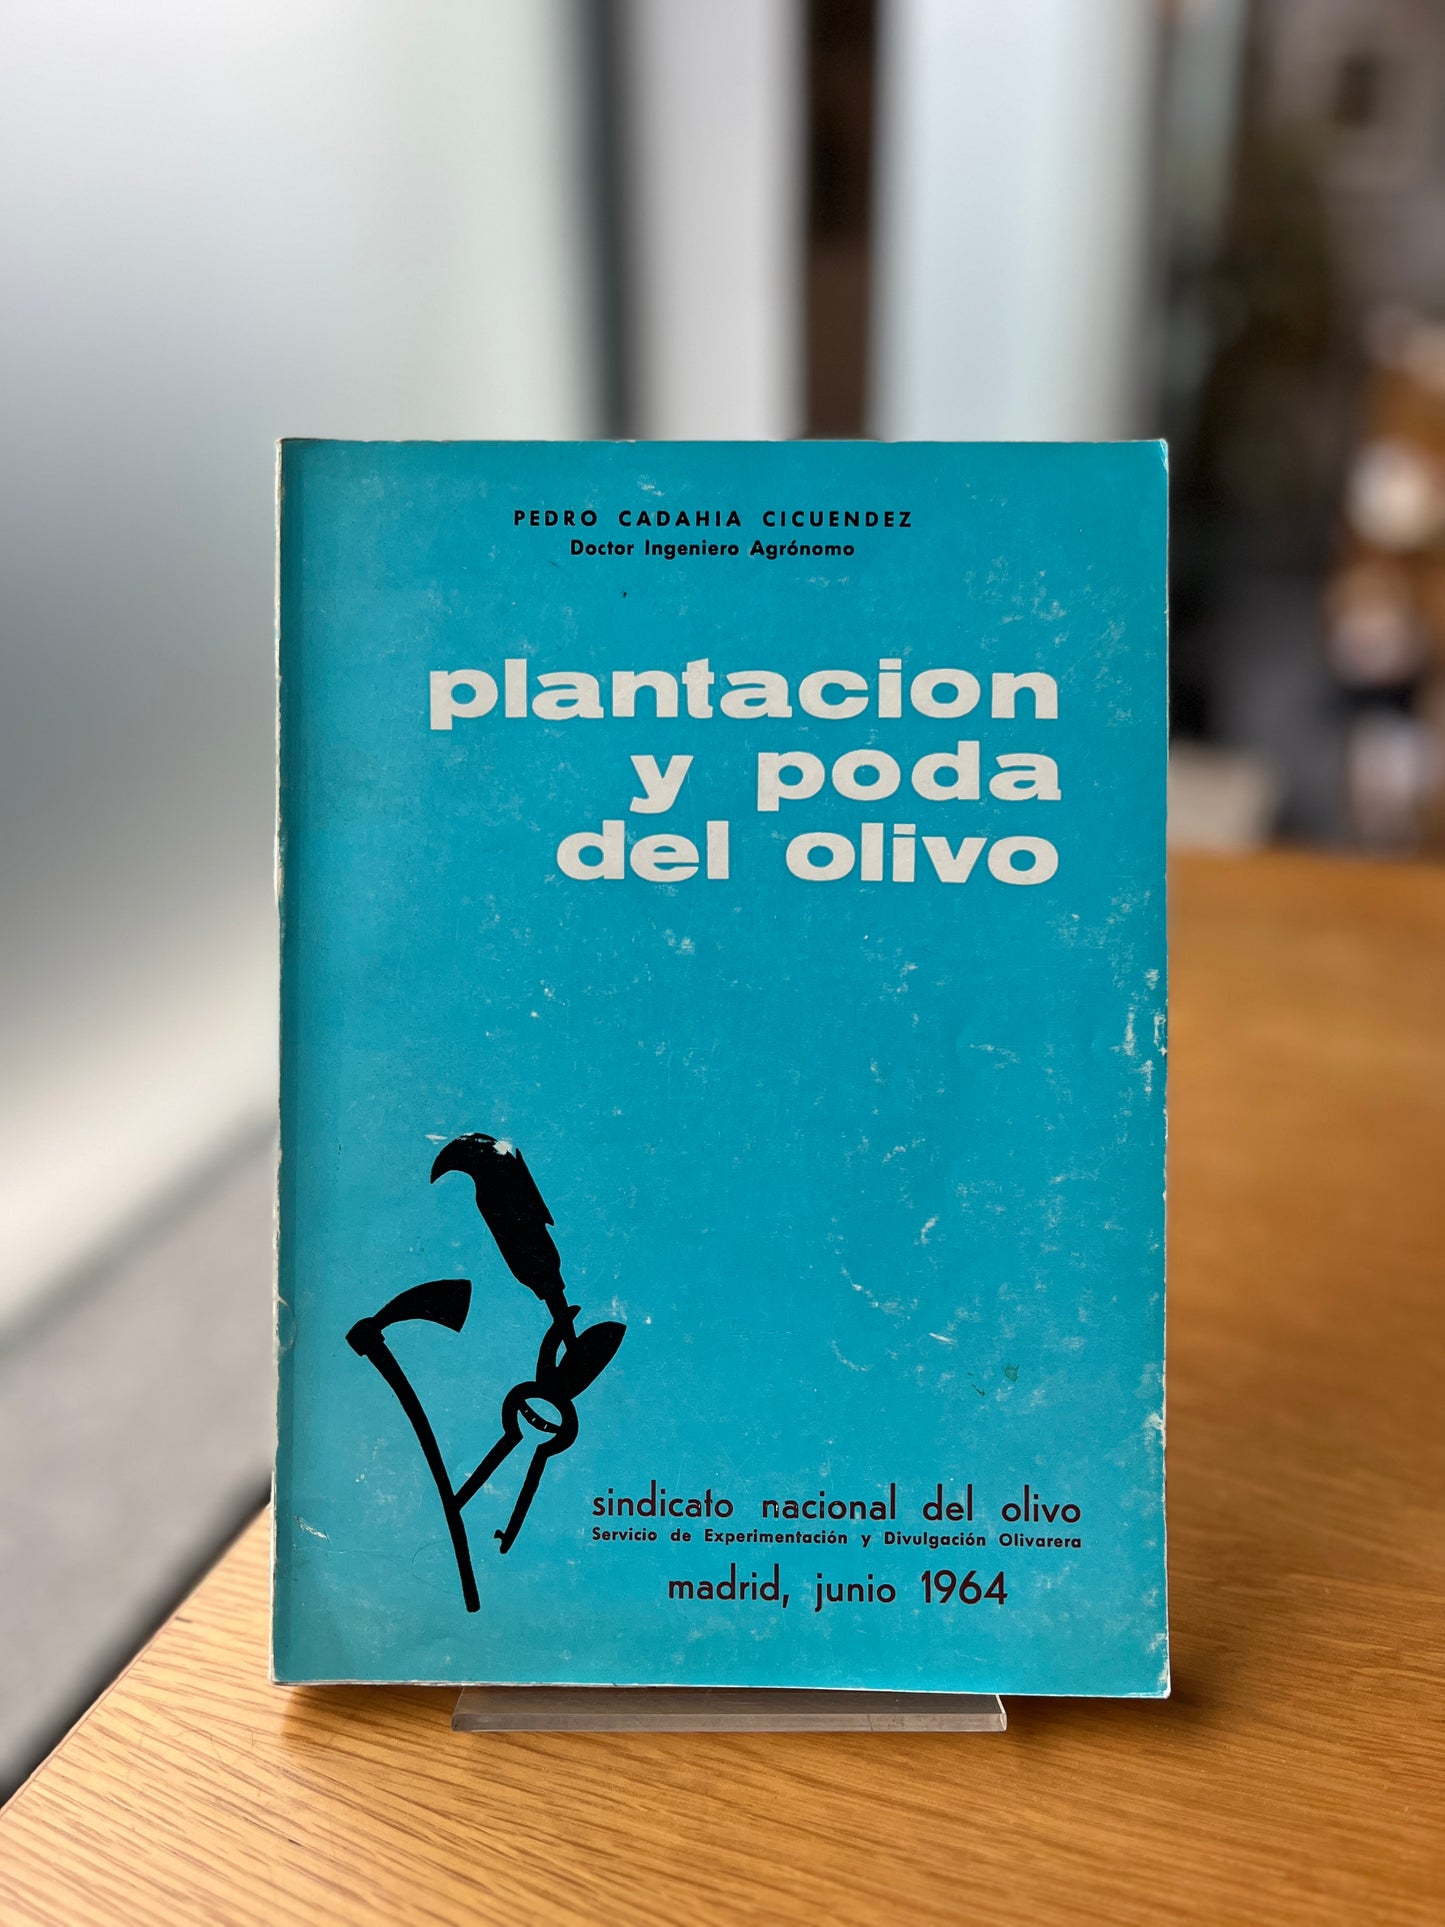 PEDRO CADAHIA CICUENDEZ
Doctor Ingeniero Agrónomo
plantacion
y poda
del olivo
sindicato nacional del olivo
Servicio de Experimentación y Divulgación Olivarera
madrid, junio 1964